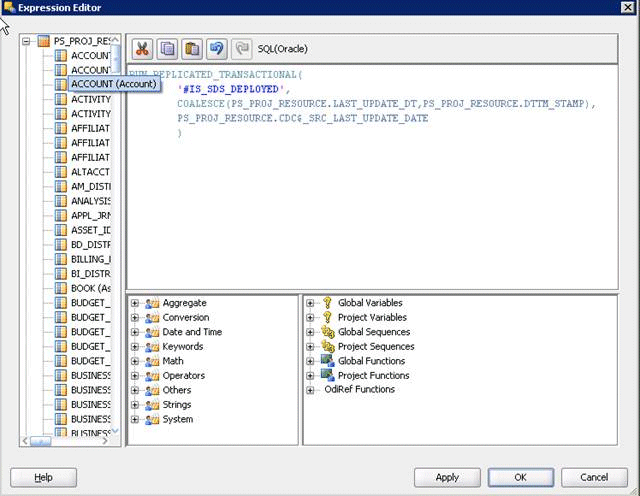 Expression Editor
PS_PROJ_RES
SQL(Oracle)
ACCOUNT
ACCOUNT
ACCOUNT (Account)
ACTIVITY
ACTIVITY
AFFILIAT
AFFILIAT
AFFILIAT
ALTACCT
AM_DISTI
ANALYSIS
APPL_JRN
ASSET_ID
BD_DISTR
BILLING_
BI_DISTR
BOOK (As
BUDGET_
BUDGET_
BUDGET_
BUDGET_
BUDGET_
BUSINESS
BUSINESS
BUSINESS
BUSINESS
RUN_REPLICATED_TRANSACTIONAL(
'#IS_SDS_DEPLOYED',
COALESCE(PS_PROJ_RESOURCE.LAST_UPDATE_DT,PS_PROJ_RESOURCE.DTTM_STAMP),
PS_PROJ_RESOURCE.CDC$_SRC_LAST_UPDATE_DATE
)
Aggregate
Conversion
Date and Time
Keywords
Math
Operators
Others
Strings
System
Global Variables
Project Variables
Global Sequences
Project Sequences
Global Functions
Project Functions
OdiRef Functions
Help
Apply
OK
Cancel